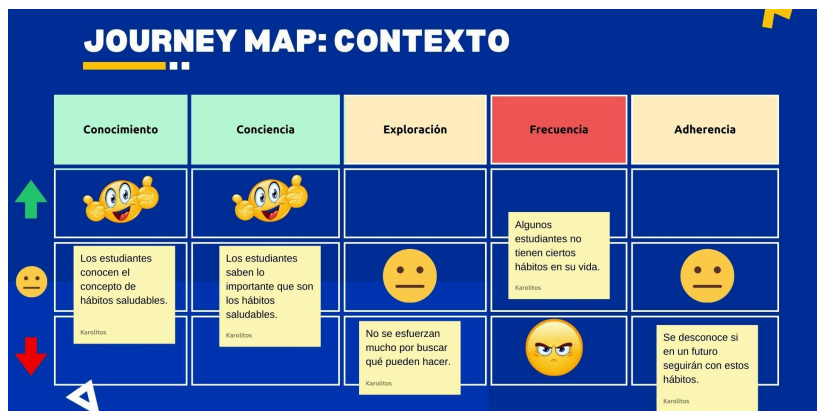 JOURNEY MAP: CONTEXTO
Conocimiento
Conciencia
Exploración
Frecuencia
Adherencia
Los estudiantes
conocen el
concepto de
hábitos saludables.
Karolitos
Los estudiantes
saben lo
importante que son
los hábitos
saludables.
Karolitos
No se esfuerzan
mucho por buscar
qué pueden hacer.
Karolitos
Algunos
estudiantes no
tienen ciertos
hábitos en su vida.
Karolitos
Se desconoce si
en un futuro
seguirán con estos
hábitos.
Karolitos